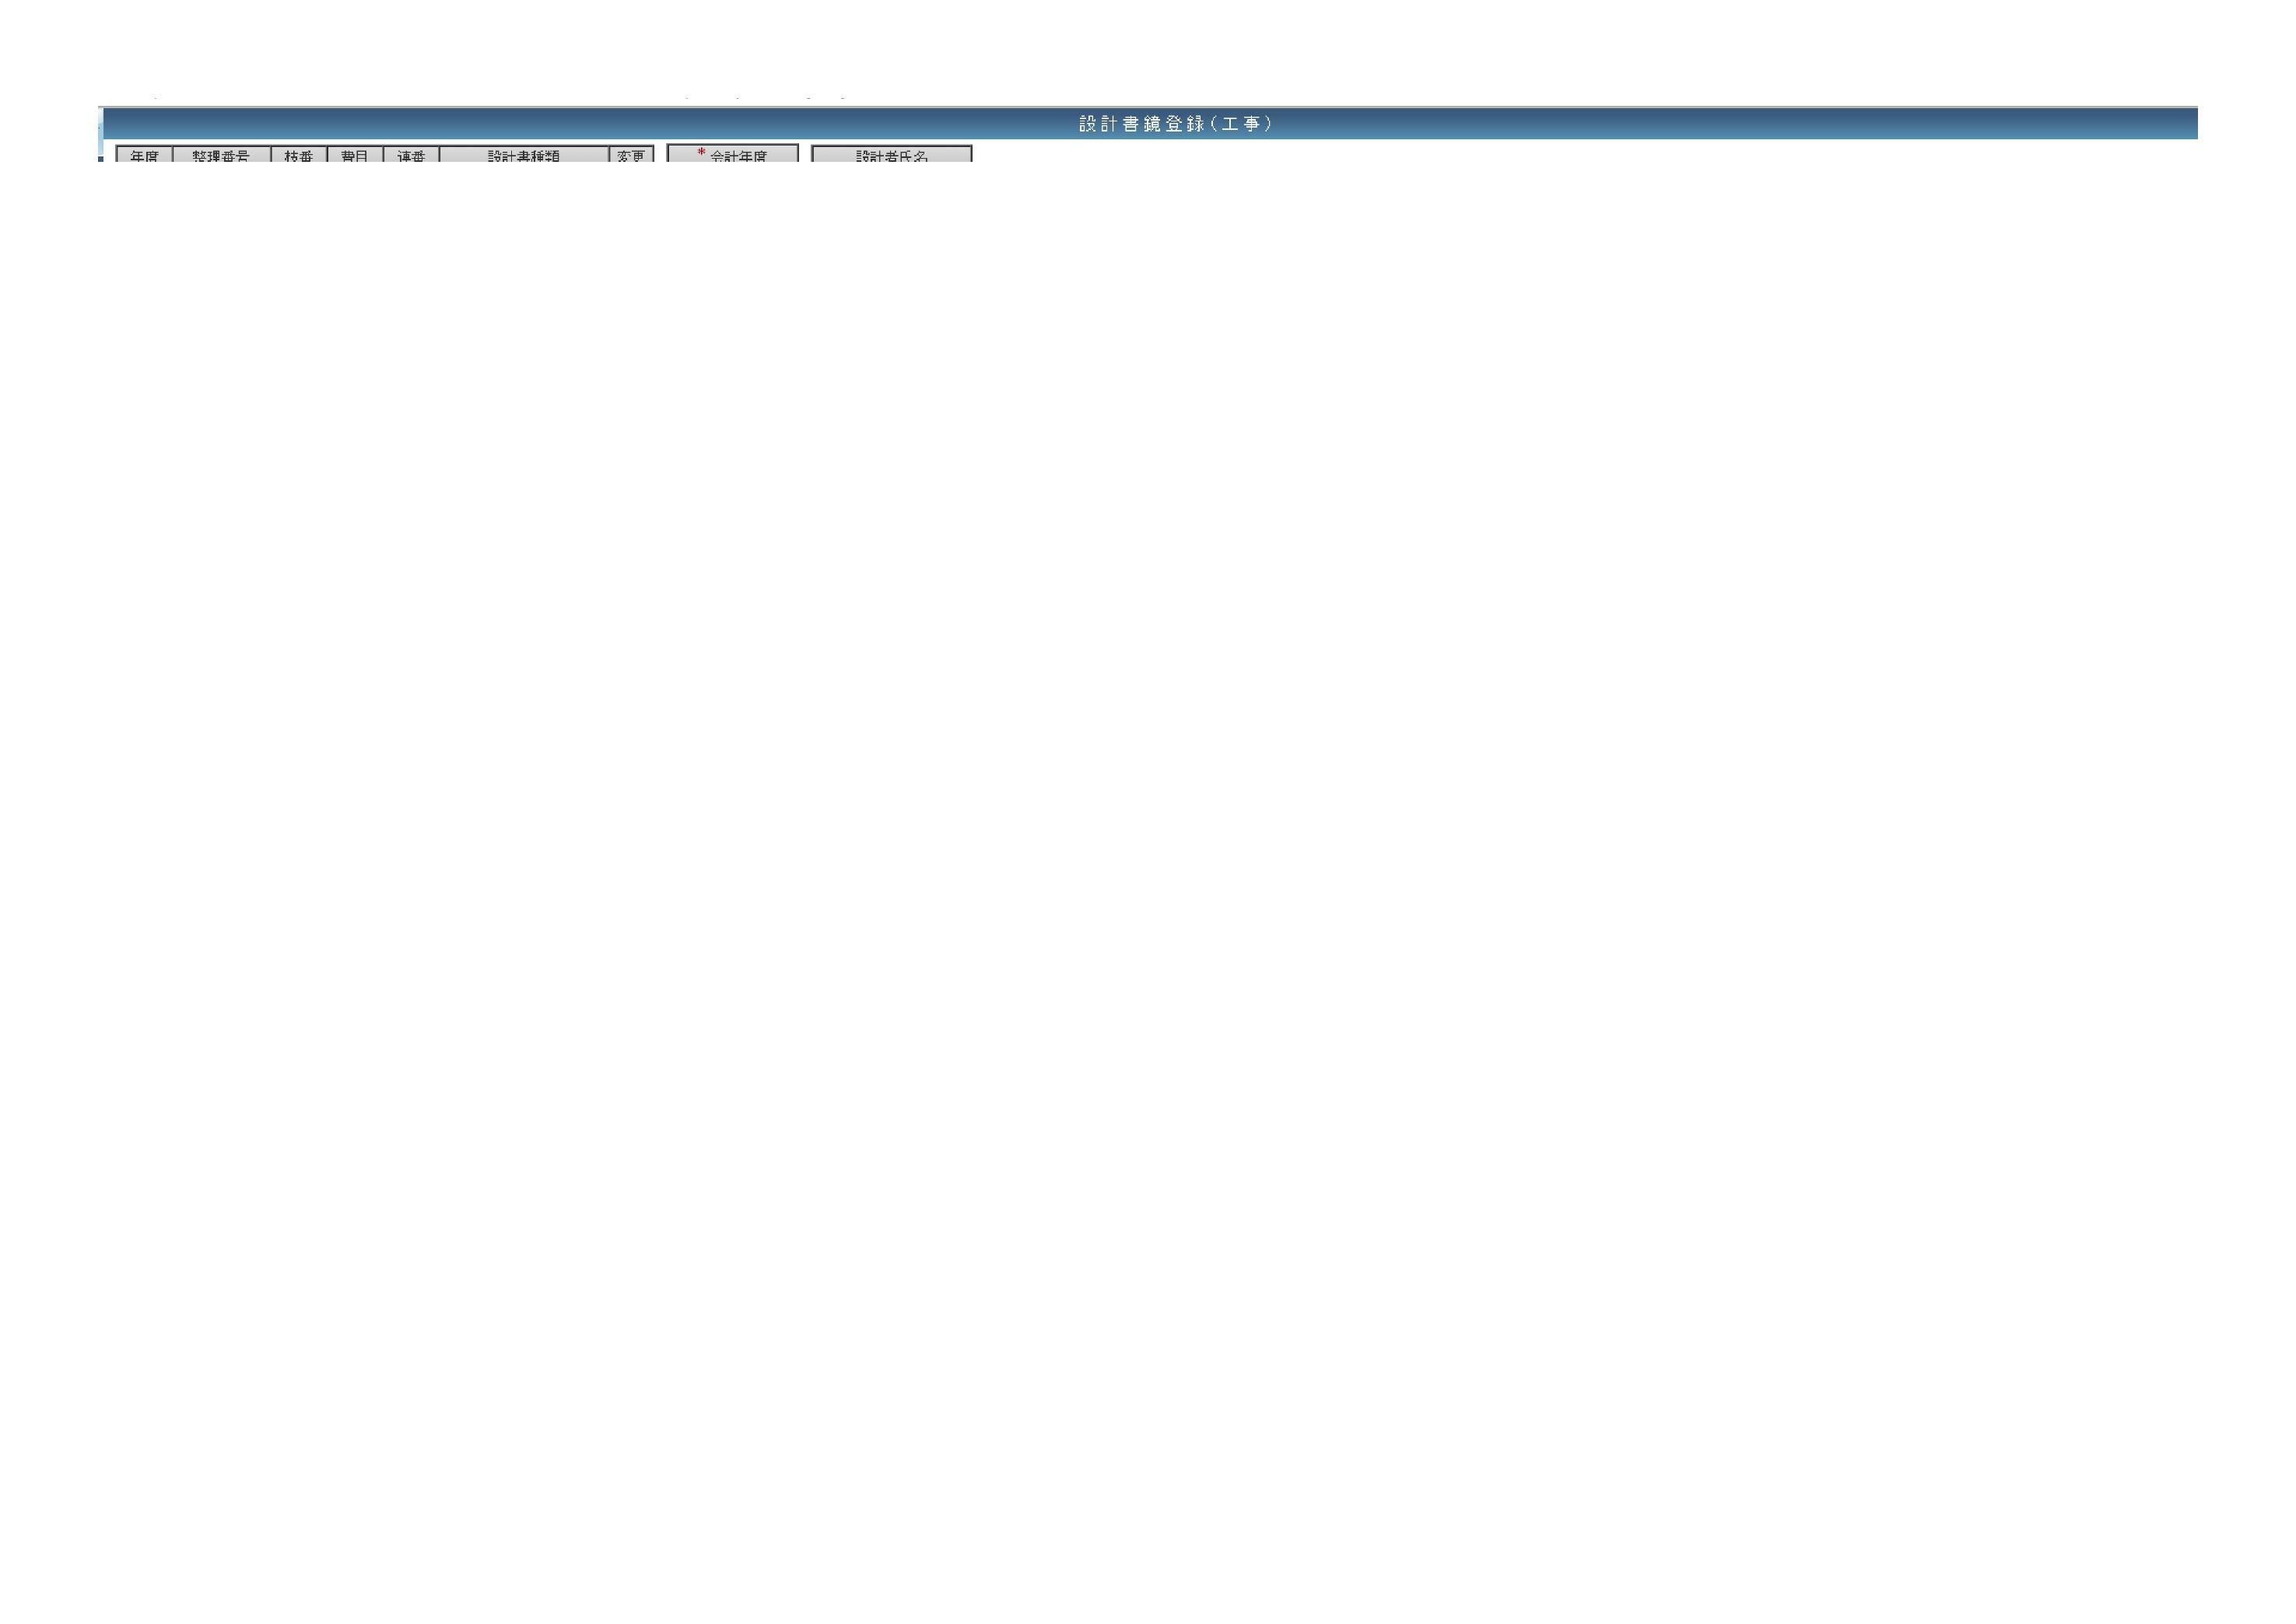 設計書鏡登録(工事)
年度 整理番号 枝番 費目 連番 設計書種類 変更 *会計年度 設計者氏名